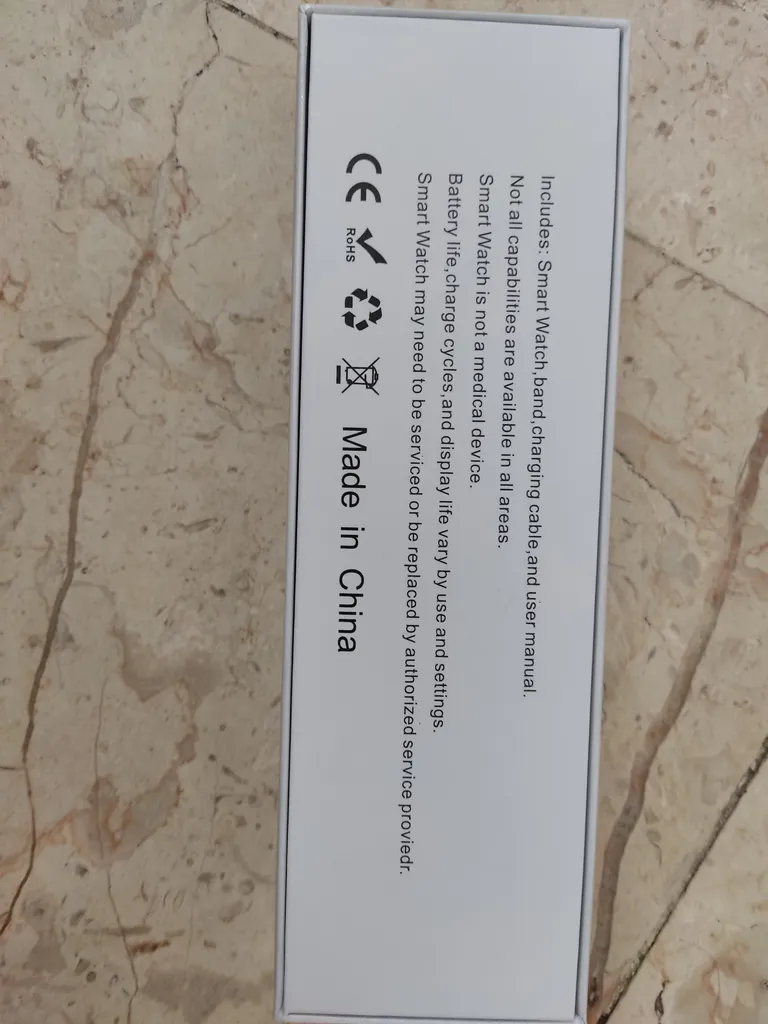 Includes: Smart Watch,band,charging cable,and user manual.
Not all capabilities are available in all areas.
Smart Watch is not a medical device.
Battery life,charge cycles,and display life vary by use and settings.
Smart Watch may need to be serviced or be replaced by authorized service proviedr.
CE RoHS Made in China